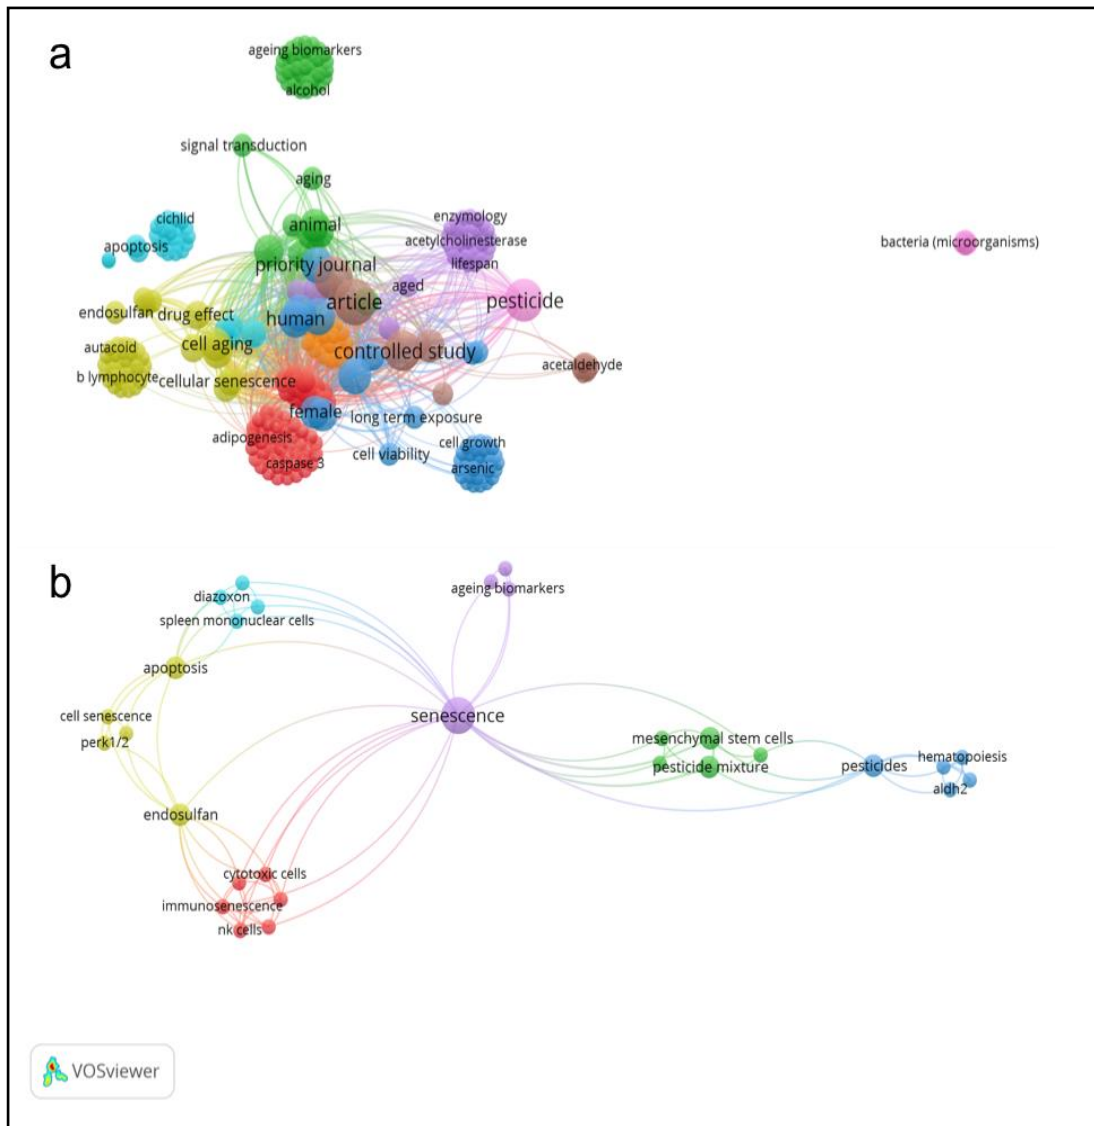 a
ageing biomarkers
alcohol
signal transduction
aging
cichlid
apoptosis
animal
enzymology
acetylcholinesterase
lifespan
bacteria (microorganisms)
priority journal
aged
article
pesticide
endosulfan
drug effect
human
cell aging
controlled study
autacoid
b lymphocyte
cellular senescence
acetaldehyde
female
long term exposure
adipogenesis
cell growth
cell viability
caspase 3
arsenic
b
diazoxon
ageing biomarkers
spleen mononuclear cells
apoptosis
cell senescence
perk1/2
senescence
mesenchymal stem cells
pesticide mixture
pesticides
hematopoiesis
aldh2
endosulfan
cytotoxic cells
immunosenescence
nk cells
VOSviewer